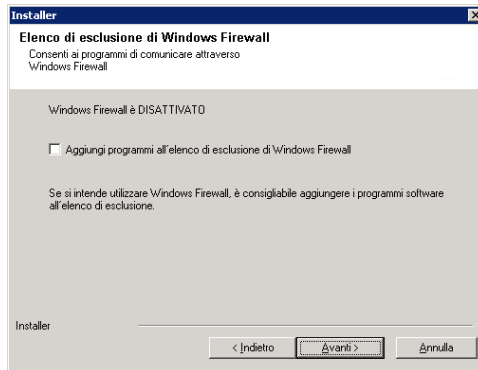 Installer
Elenco di esclusione di Windows Firewall
Consenti ai programmi di comunicare attraverso
Windows Firewall
Windows Firewall è DISATTIVATO
Aggiungi programmi all'elenco di esclusione di Windows Firewall
Se si intende utilizzare Windows Firewall, è consigliabile aggiungere i programmi software
all'elenco di esclusione.
Installer
< Indietro
Avanti >
Annulla